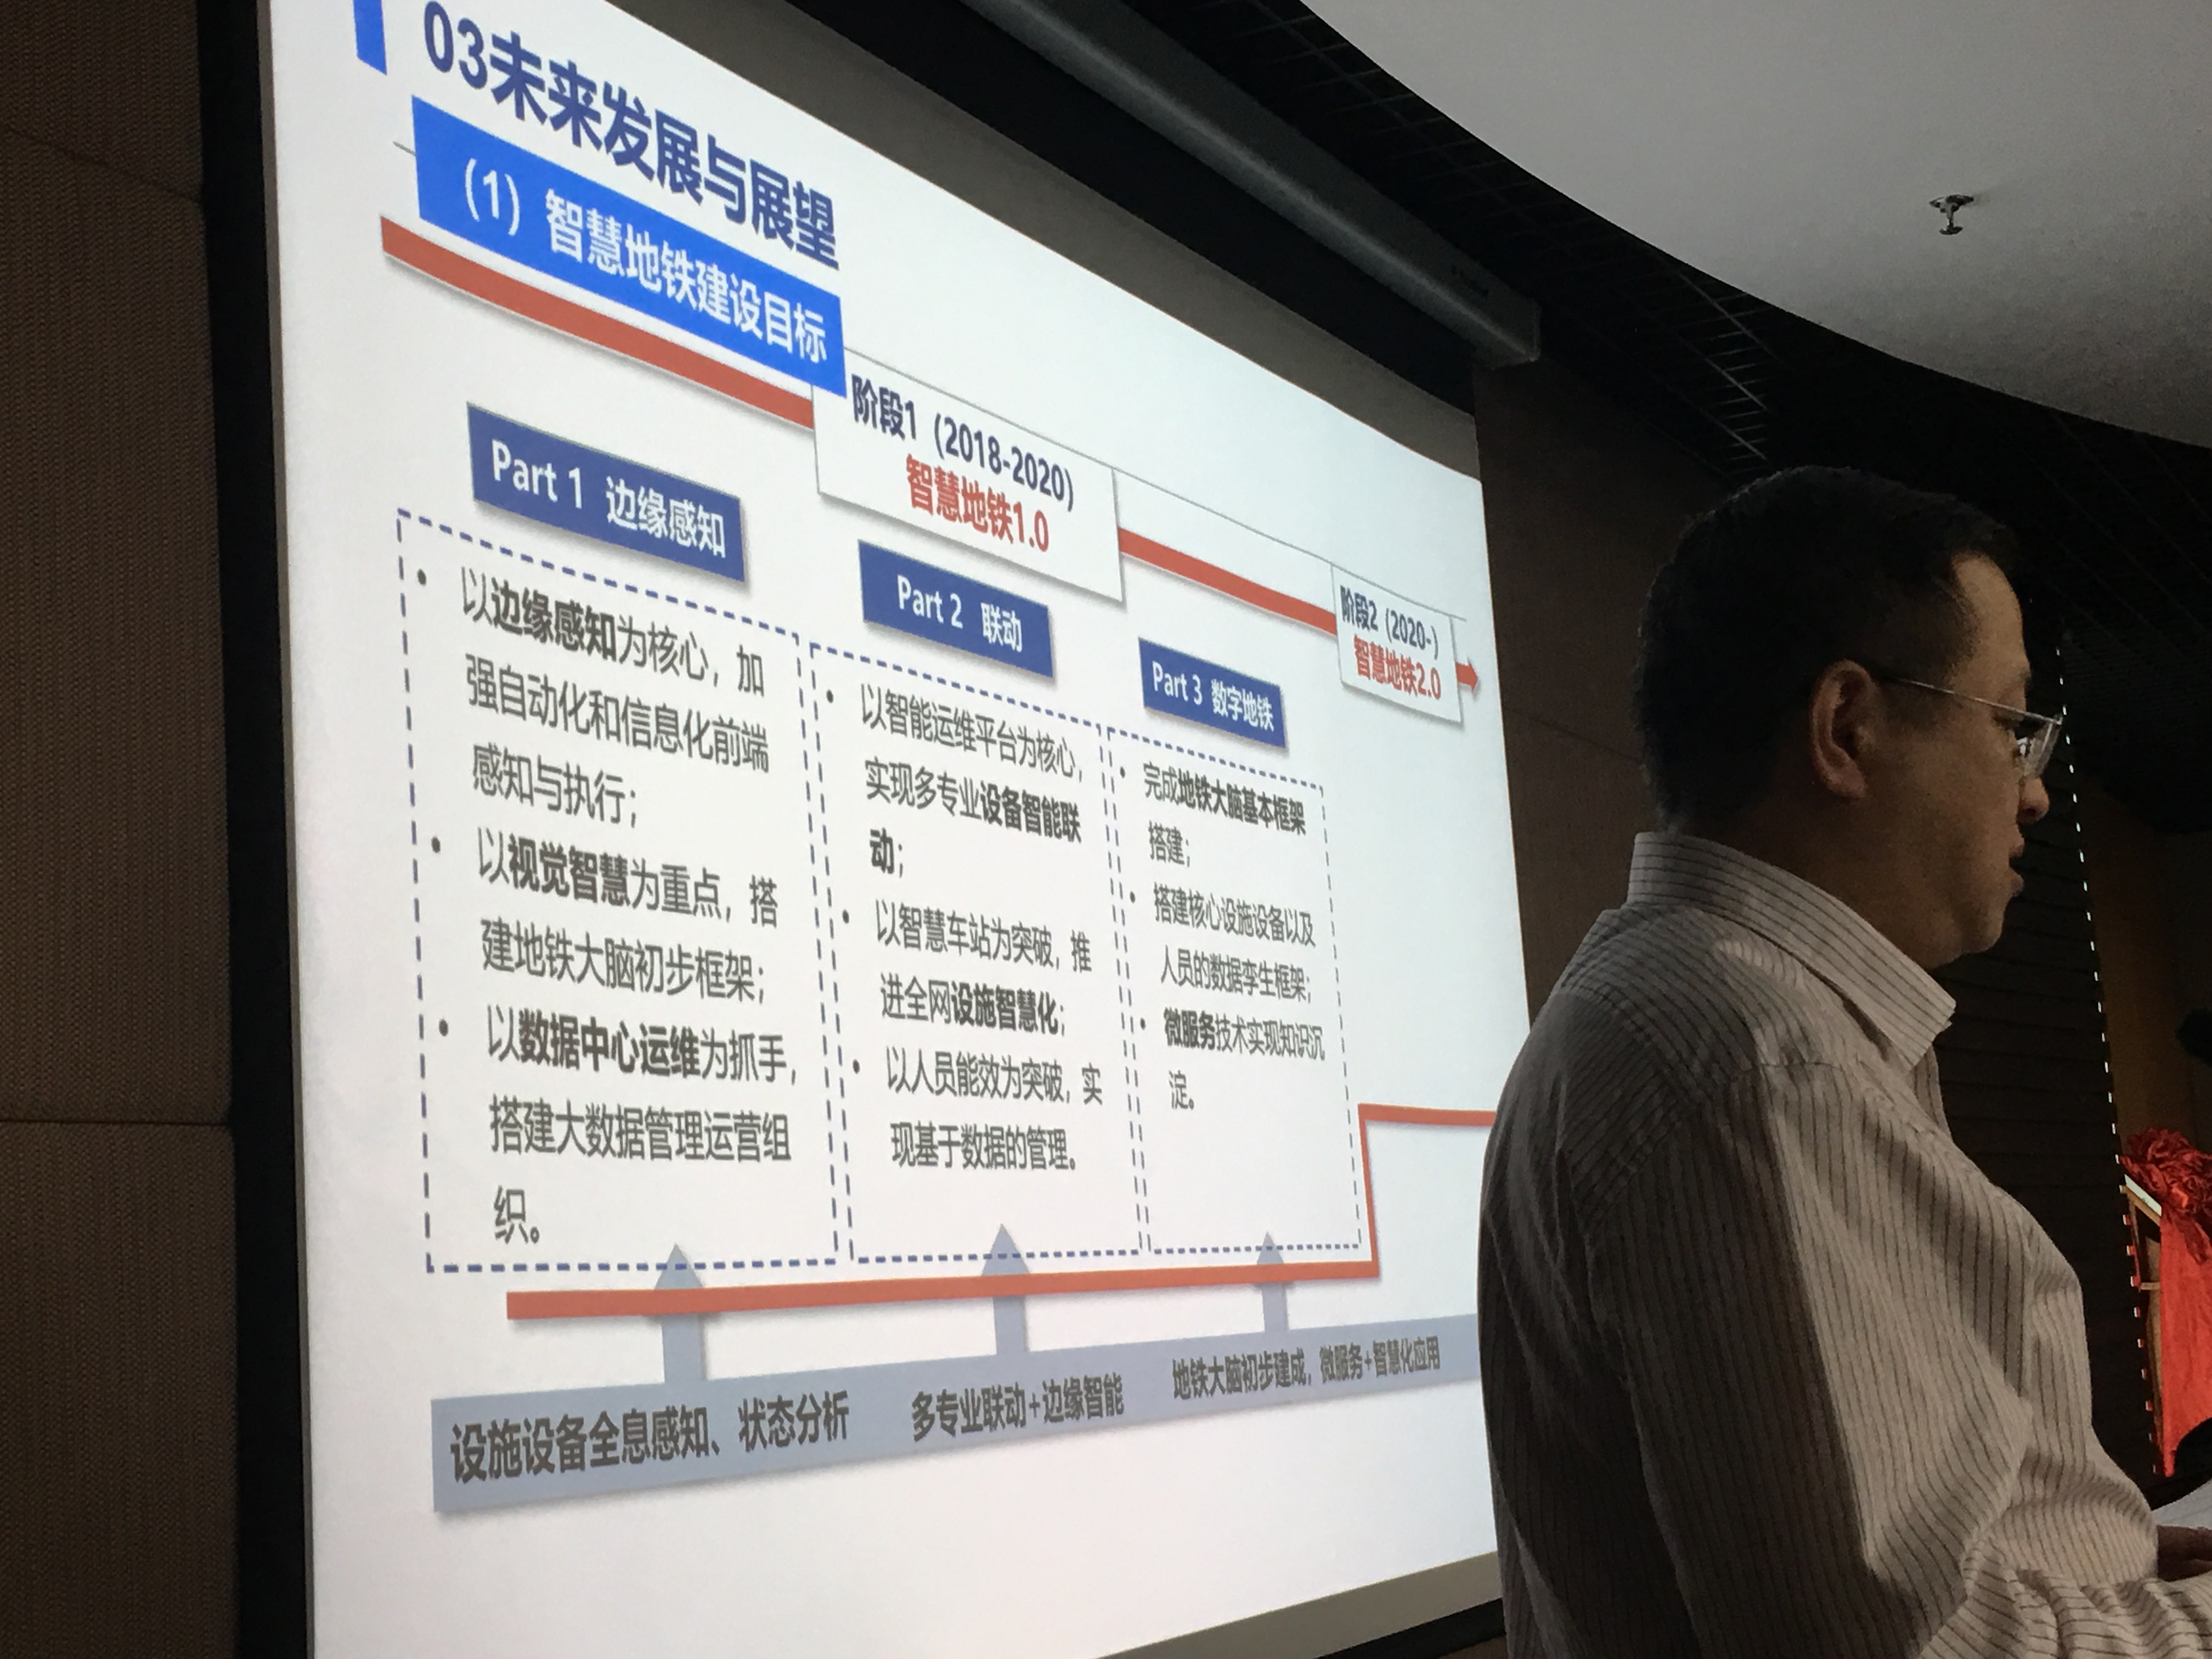 03未来发展与展望
(1) 智慧地铁建设目标
阶段1 (2018-2020)
智慧地铁1.0
阶段2 (2020-)
智慧地铁2.0
Part 1 边缘感知
• 以边缘感知为核心，加
强自动化和信息化前端
感知与执行；
• 以视觉智慧为重点，搭
建地铁大脑初步框架；
• 以数据中心运维为抓手，
搭建大数据管理运营组
织。
Part 2 联动
• 以智能运维平台为核心，
实现多专业设备智能联
动；
• 以智慧车站为突破，推
进全网设施智慧化；
• 以人员能效为突破，实
现基于数据的管理。
Part 3 数字地铁
• 完成地铁大脑基本框架
搭建；
• 搭建核心设施设备以及
人员的数据孪生框架；
• 微服务技术实现知识沉
淀。
设施设备全息感知、状态分析
多专业联动+边缘智能
地铁大脑初步建成，微服务+智慧化应用